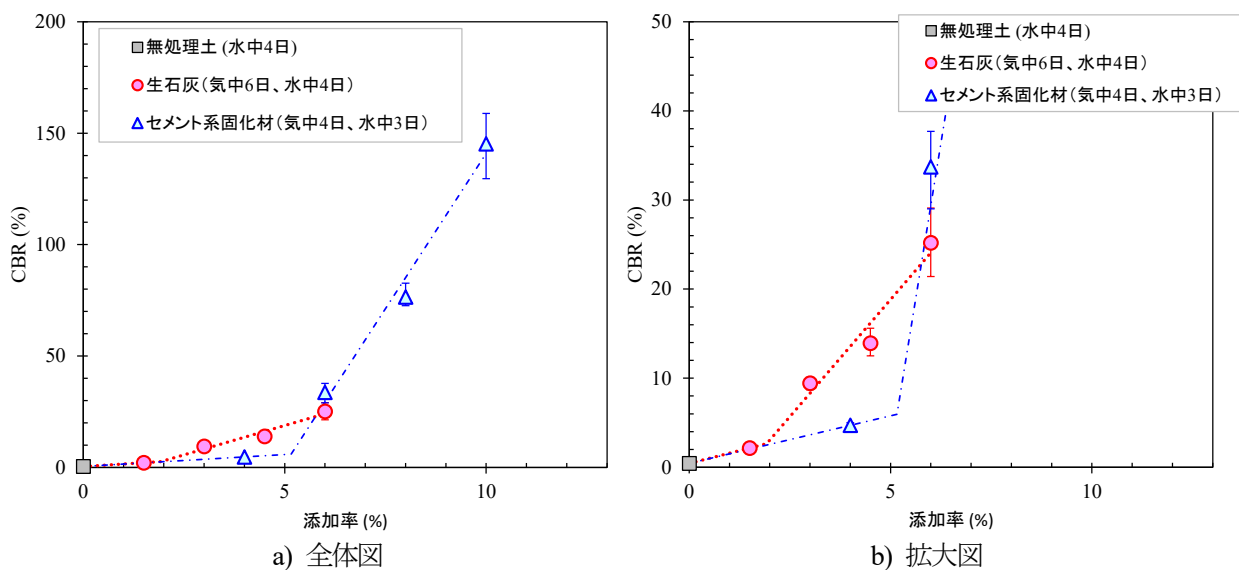 200
150
100
50
0
CBR (%)
無処理土 (水中4日)
生石灰(気中6日、水中4日)
セメント系固化材(気中4日、水中3日)
0
5
10
添加率 (%)
a) 全体図
50
40
30
20
10
0
CBR (%)
無処理土 (水中4日)
生石灰(気中6日、水中4日)
セメント系固化材(気中4日、水中3日)
0
5
10
添加率 (%)
b) 拡大図